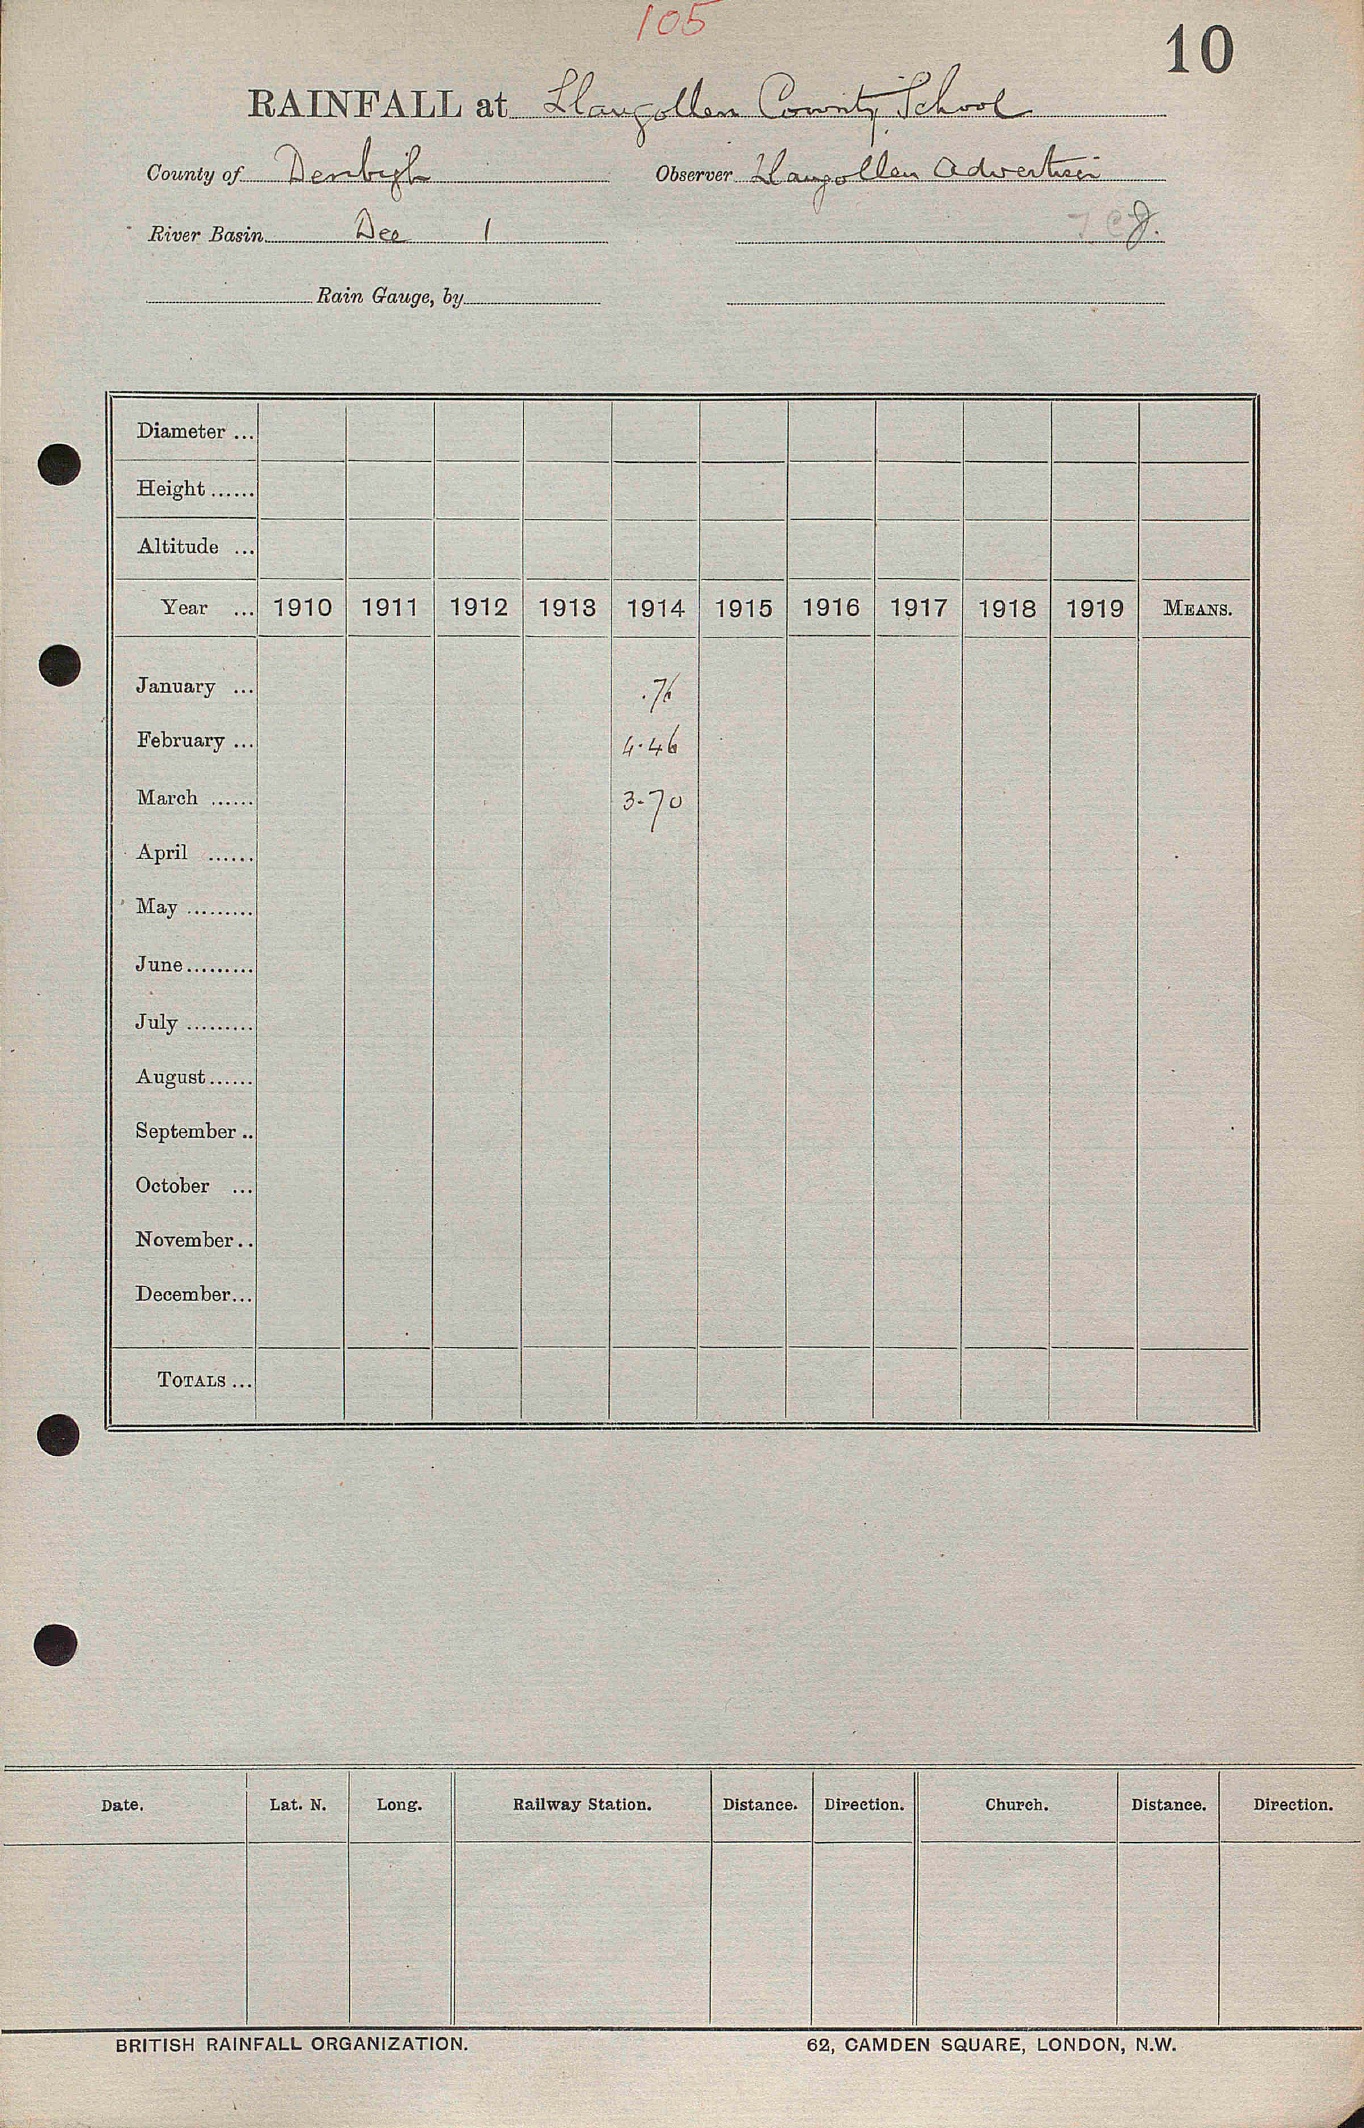 105
10
RAINFALL at Llangollen County School
County of Denbigh Observer Llangollen Advertiser
River Basin Dee 1 J.
Rain Gauge, by
Diameter ...
Height ......
Altitude ...
Year ... 1910 1911 1912 1913 1914 1915 1916 1917 1918 1919 MEANS.
January ... .76
February ... 4.46
March ...... 3.70
April ......
May .........
June.........
July .........
August......
September ..
October ...
November..
December...
TOTALS ...
Date. Lat. N. Long. Railway Station. Distance. Direction. Church. Distance. Direction.
BRITISH RAINFALL ORGANIZATION. 62, CAMDEN SQUARE, LONDON, N.W.